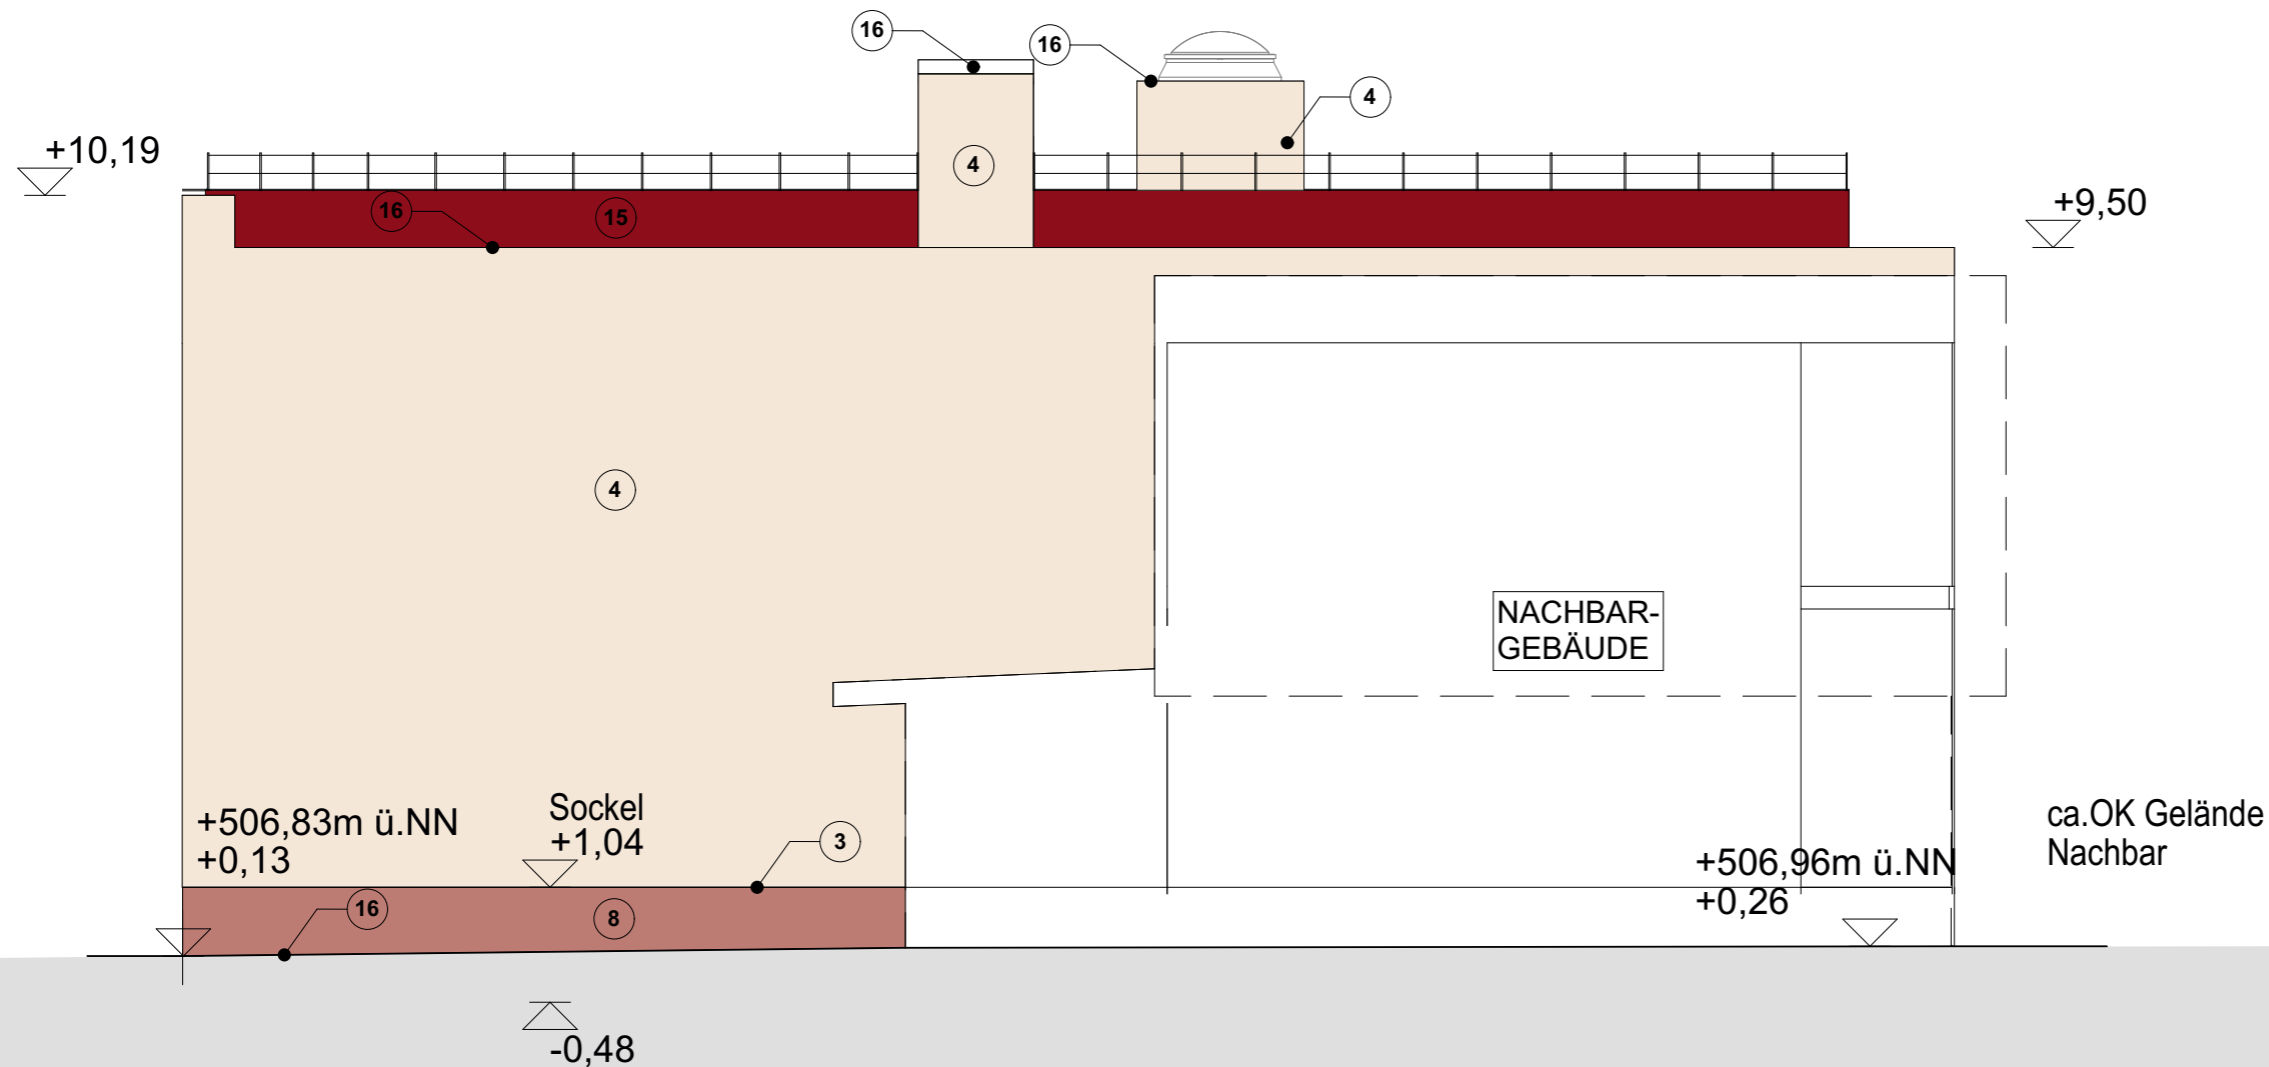 16
16
4
+10,19
4
+9,50
16
15
4
NACHBAR-
GEBÄUDE
+506,83m ü.NN
+0,13
Sockel
+1,04
3
+506,96m ü.NN
+0,26
ca.OK Gelände
Nachbar
16
8
-0,48